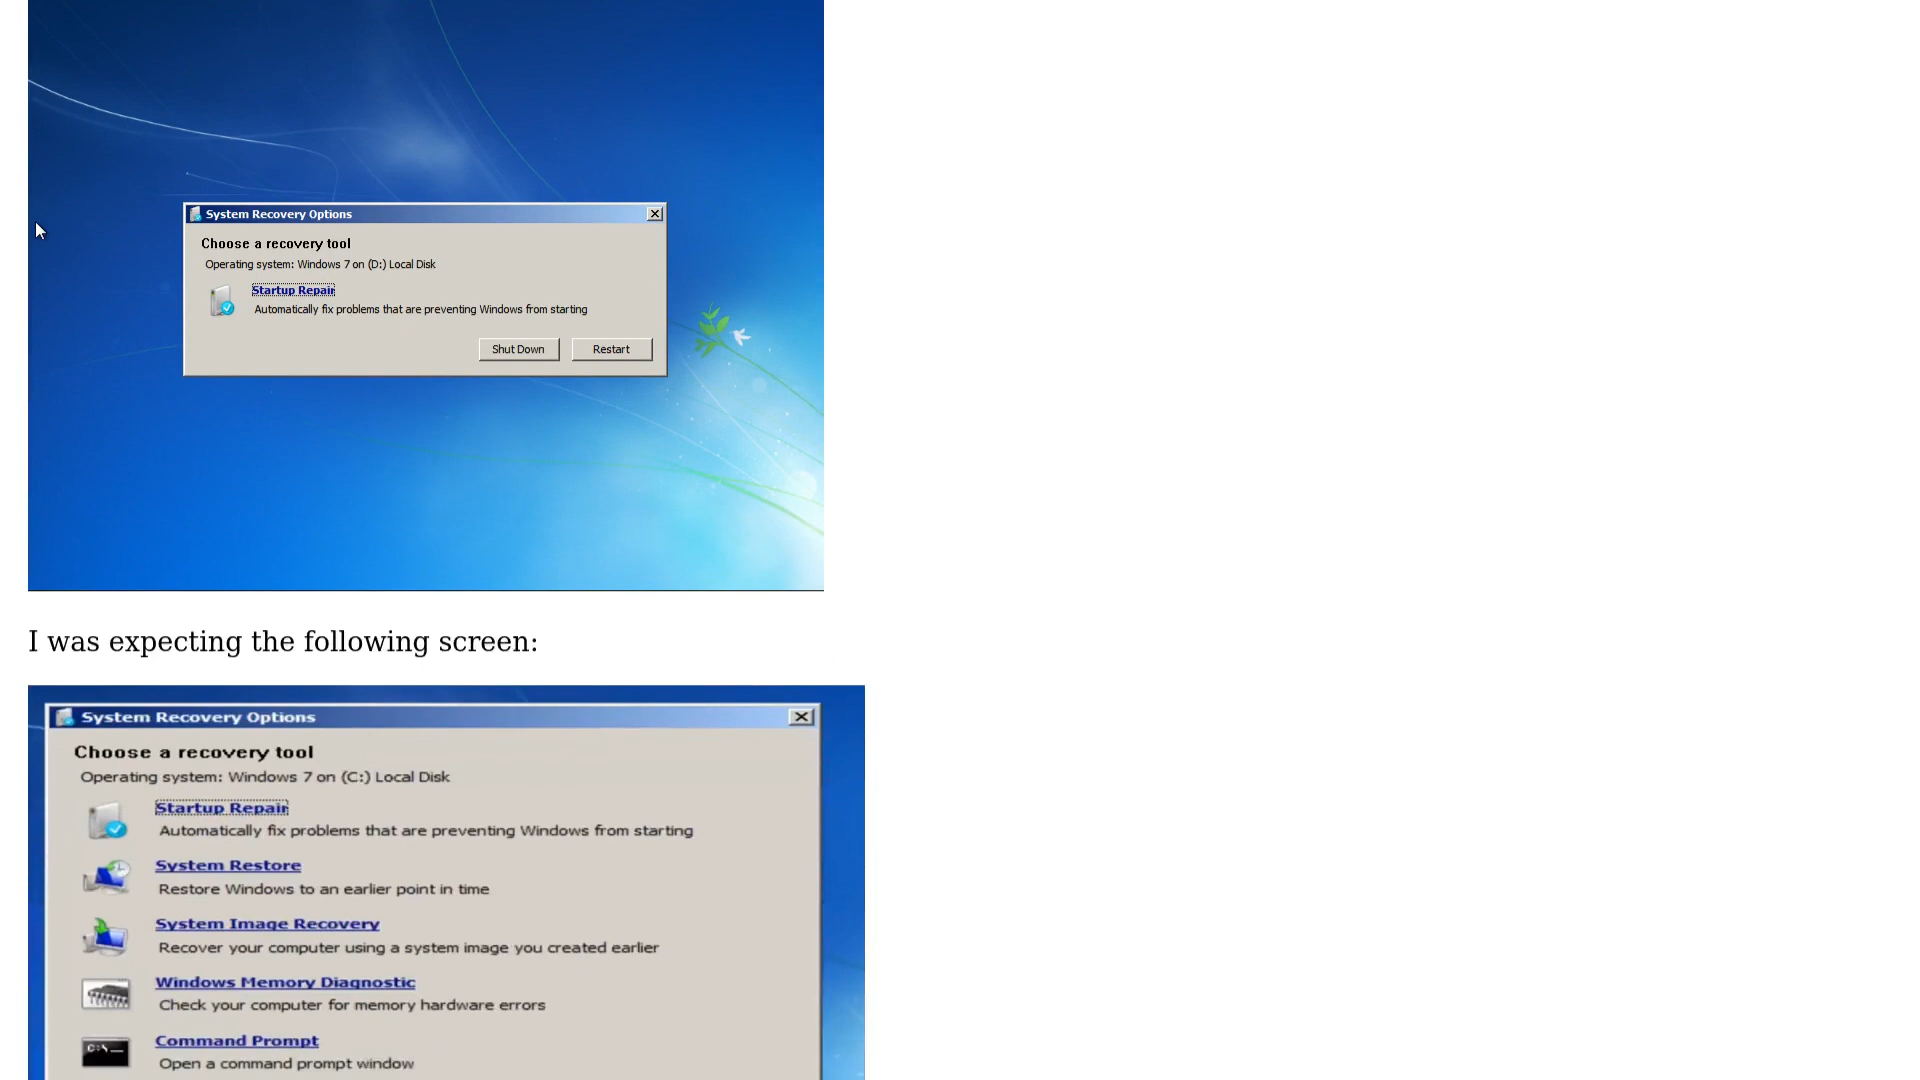 System Recovery Options
Choose a recovery tool
Operating system: Windows 7 on (D:) Local Disk
Startup Repair
Automatically fix problems that are preventing Windows from starting
Shut Down Restart
I was expecting the following screen:
System Recovery Options
Choose a recovery tool
Operating system: Windows 7 on (C:) Local Disk
Startup Repair
Automatically fix problems that are preventing Windows from starting
System Restore
Restore Windows to an earlier point in time
System Image Recovery
Recover your computer using a system image you created earlier
Windows Memory Diagnostic
Check your computer for memory hardware errors
C:\
Command Prompt
Open a command prompt window